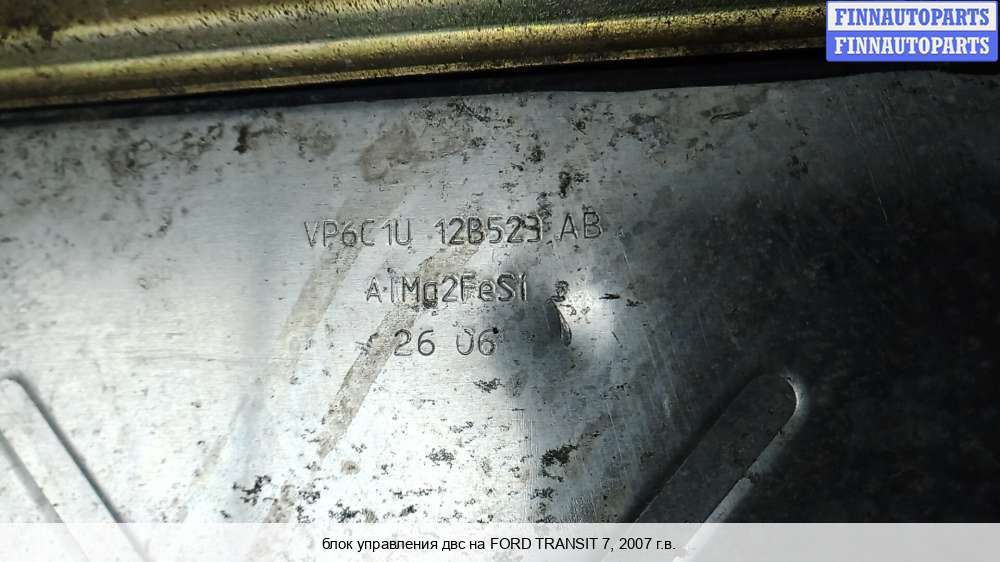 FINNAUTOPARTS
FINNAUTOPARTS
VP6C1U 12B523 AB
AlMg2FeSi
26 06
блок управления двс на FORD TRANSIT 7, 2007 г.в.